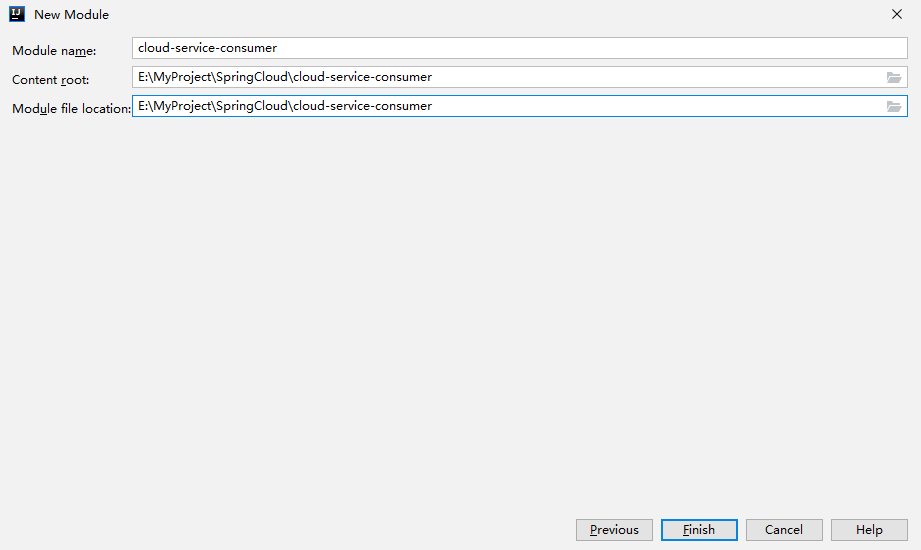 New Module
Module name: cloud-service-consumer
Content root: E:\MyProject\SpringCloud\cloud-service-consumer
Module file location: E:\MyProject\SpringCloud\cloud-service-consumer
Previous Finish Cancel Help